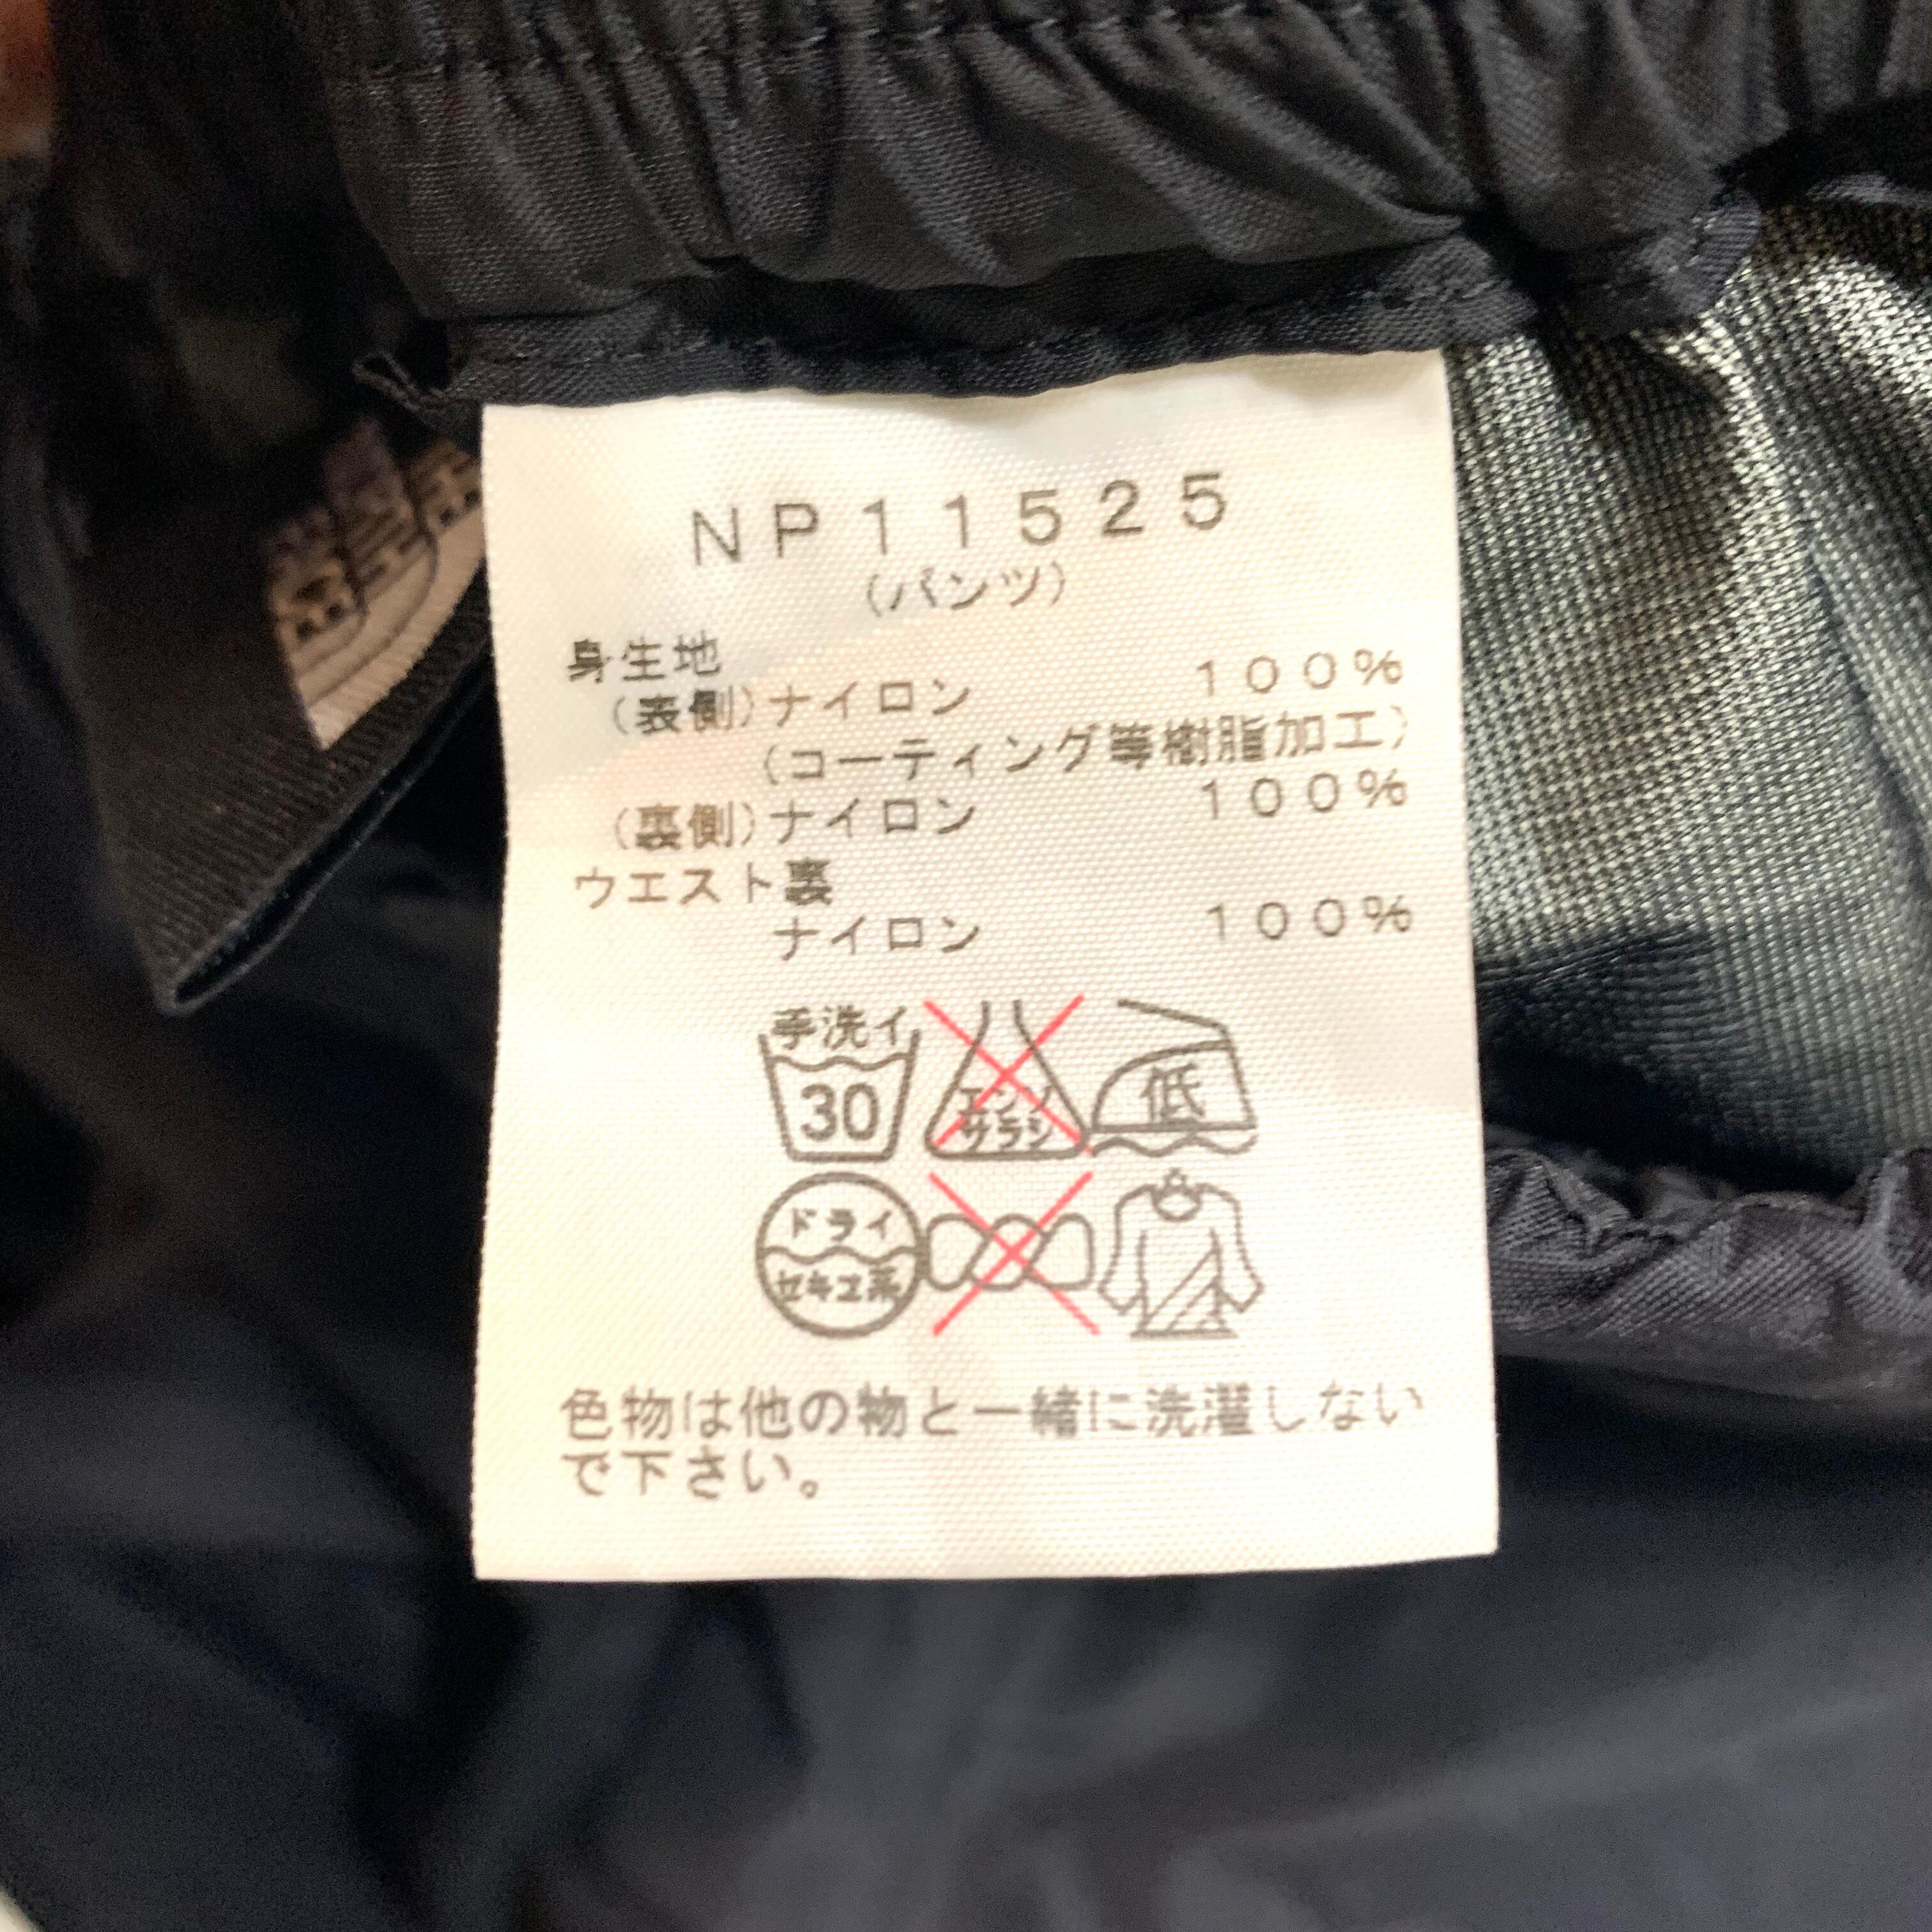 NP11525
(パンツ)
身生地
(表側)ナイロン 100%
(コーティング等樹脂加工)
(裏側)ナイロン 100%
ウエスト裏
ナイロン 100%
手洗イ
30
エンソ
サラシ
低
ドライ
セキユ系
色物は他の物と一緒に洗濯しない
で下さい。